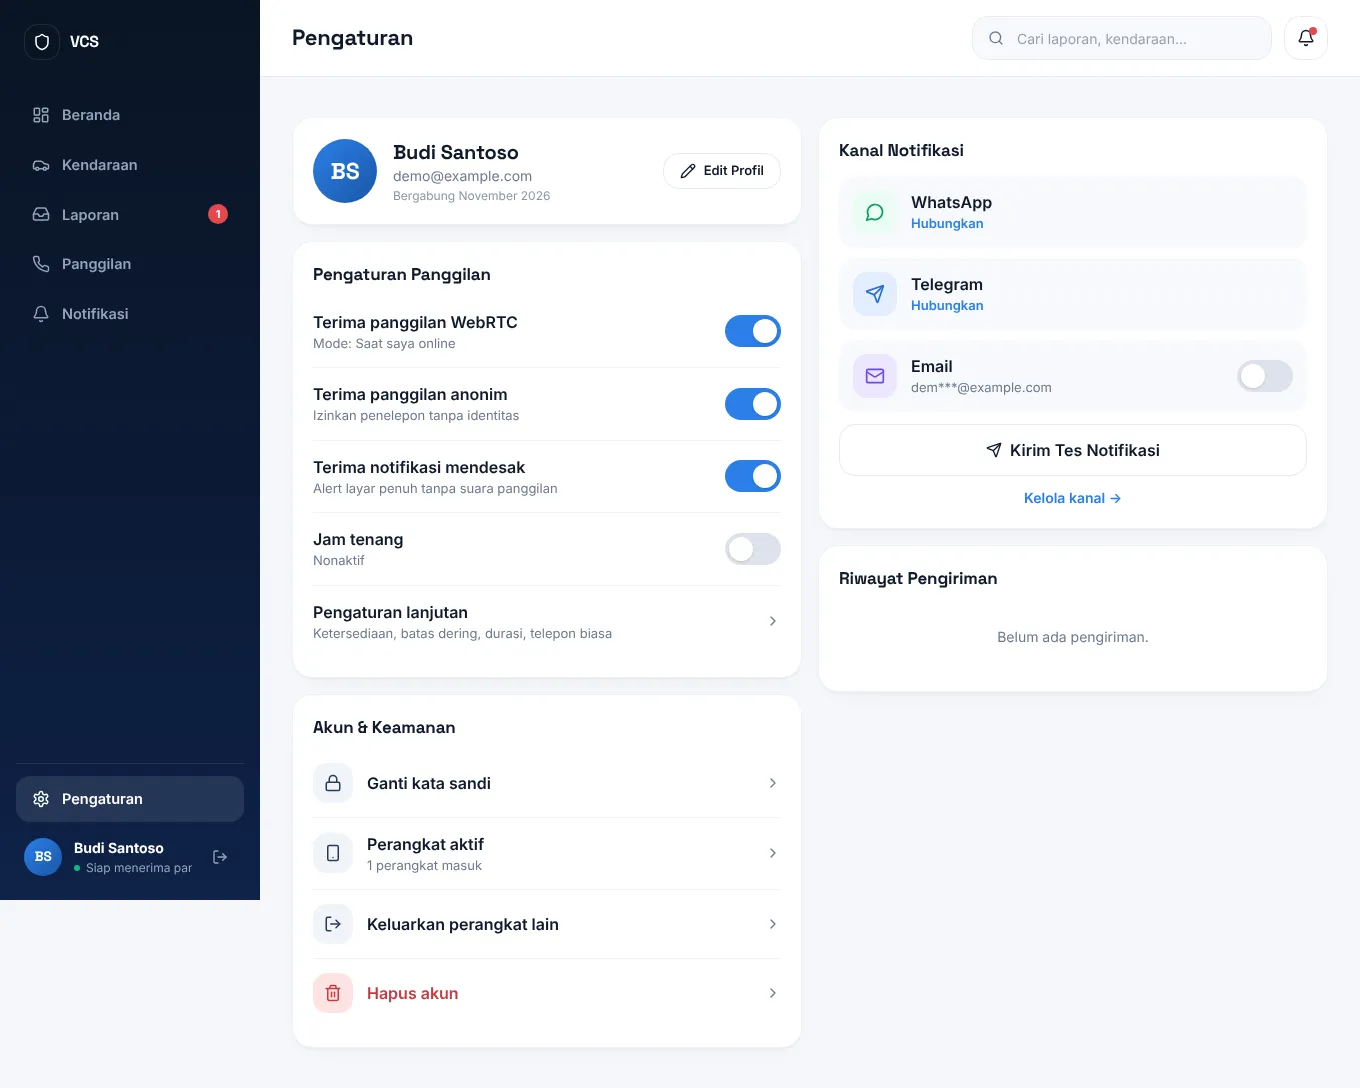 VCS
Beranda
Kendaraan
Laporan
1
Panggilan
Notifikasi
Pengaturan
BS
Budi Santoso
Siap menerima par
Pengaturan
Cari laporan, kendaraan...
BS
Budi Santoso
demo@example.com
Bergabung November 2026
Edit Profil
Pengaturan Panggilan
Terima panggilan WebRTC
Mode: Saat saya online
Terima panggilan anonim
Izinkan penelepon tanpa identitas
Terima notifikasi mendesak
Alert layar penuh tanpa suara panggilan
Jam tenang
Nonaktif
Pengaturan lanjutan
Ketersediaan, batas dering, durasi, telepon biasa
Akun & Keamanan
Ganti kata sandi
Perangkat aktif
1 perangkat masuk
Keluarkan perangkat lain
Hapus akun
Kanal Notifikasi
WhatsApp
Hubungkan
Telegram
Hubungkan
Email
dem***@example.com
Kirim Tes Notifikasi
Kelola kanal →
Riwayat Pengiriman
Belum ada pengiriman.